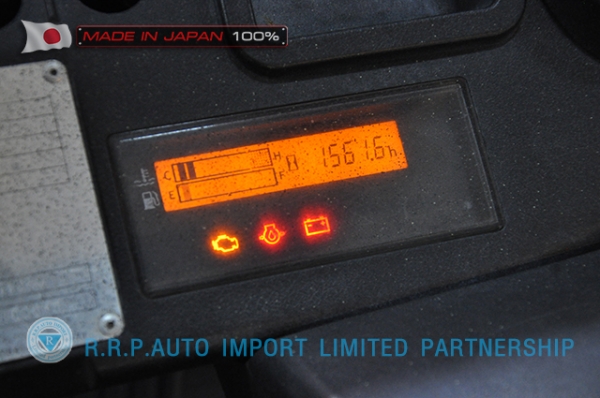 MADE IN JAPAN 100%
C H 1561.6h
E F
R
R.R.P.AUTO IMPORT LIMITED PARTNERSHIP